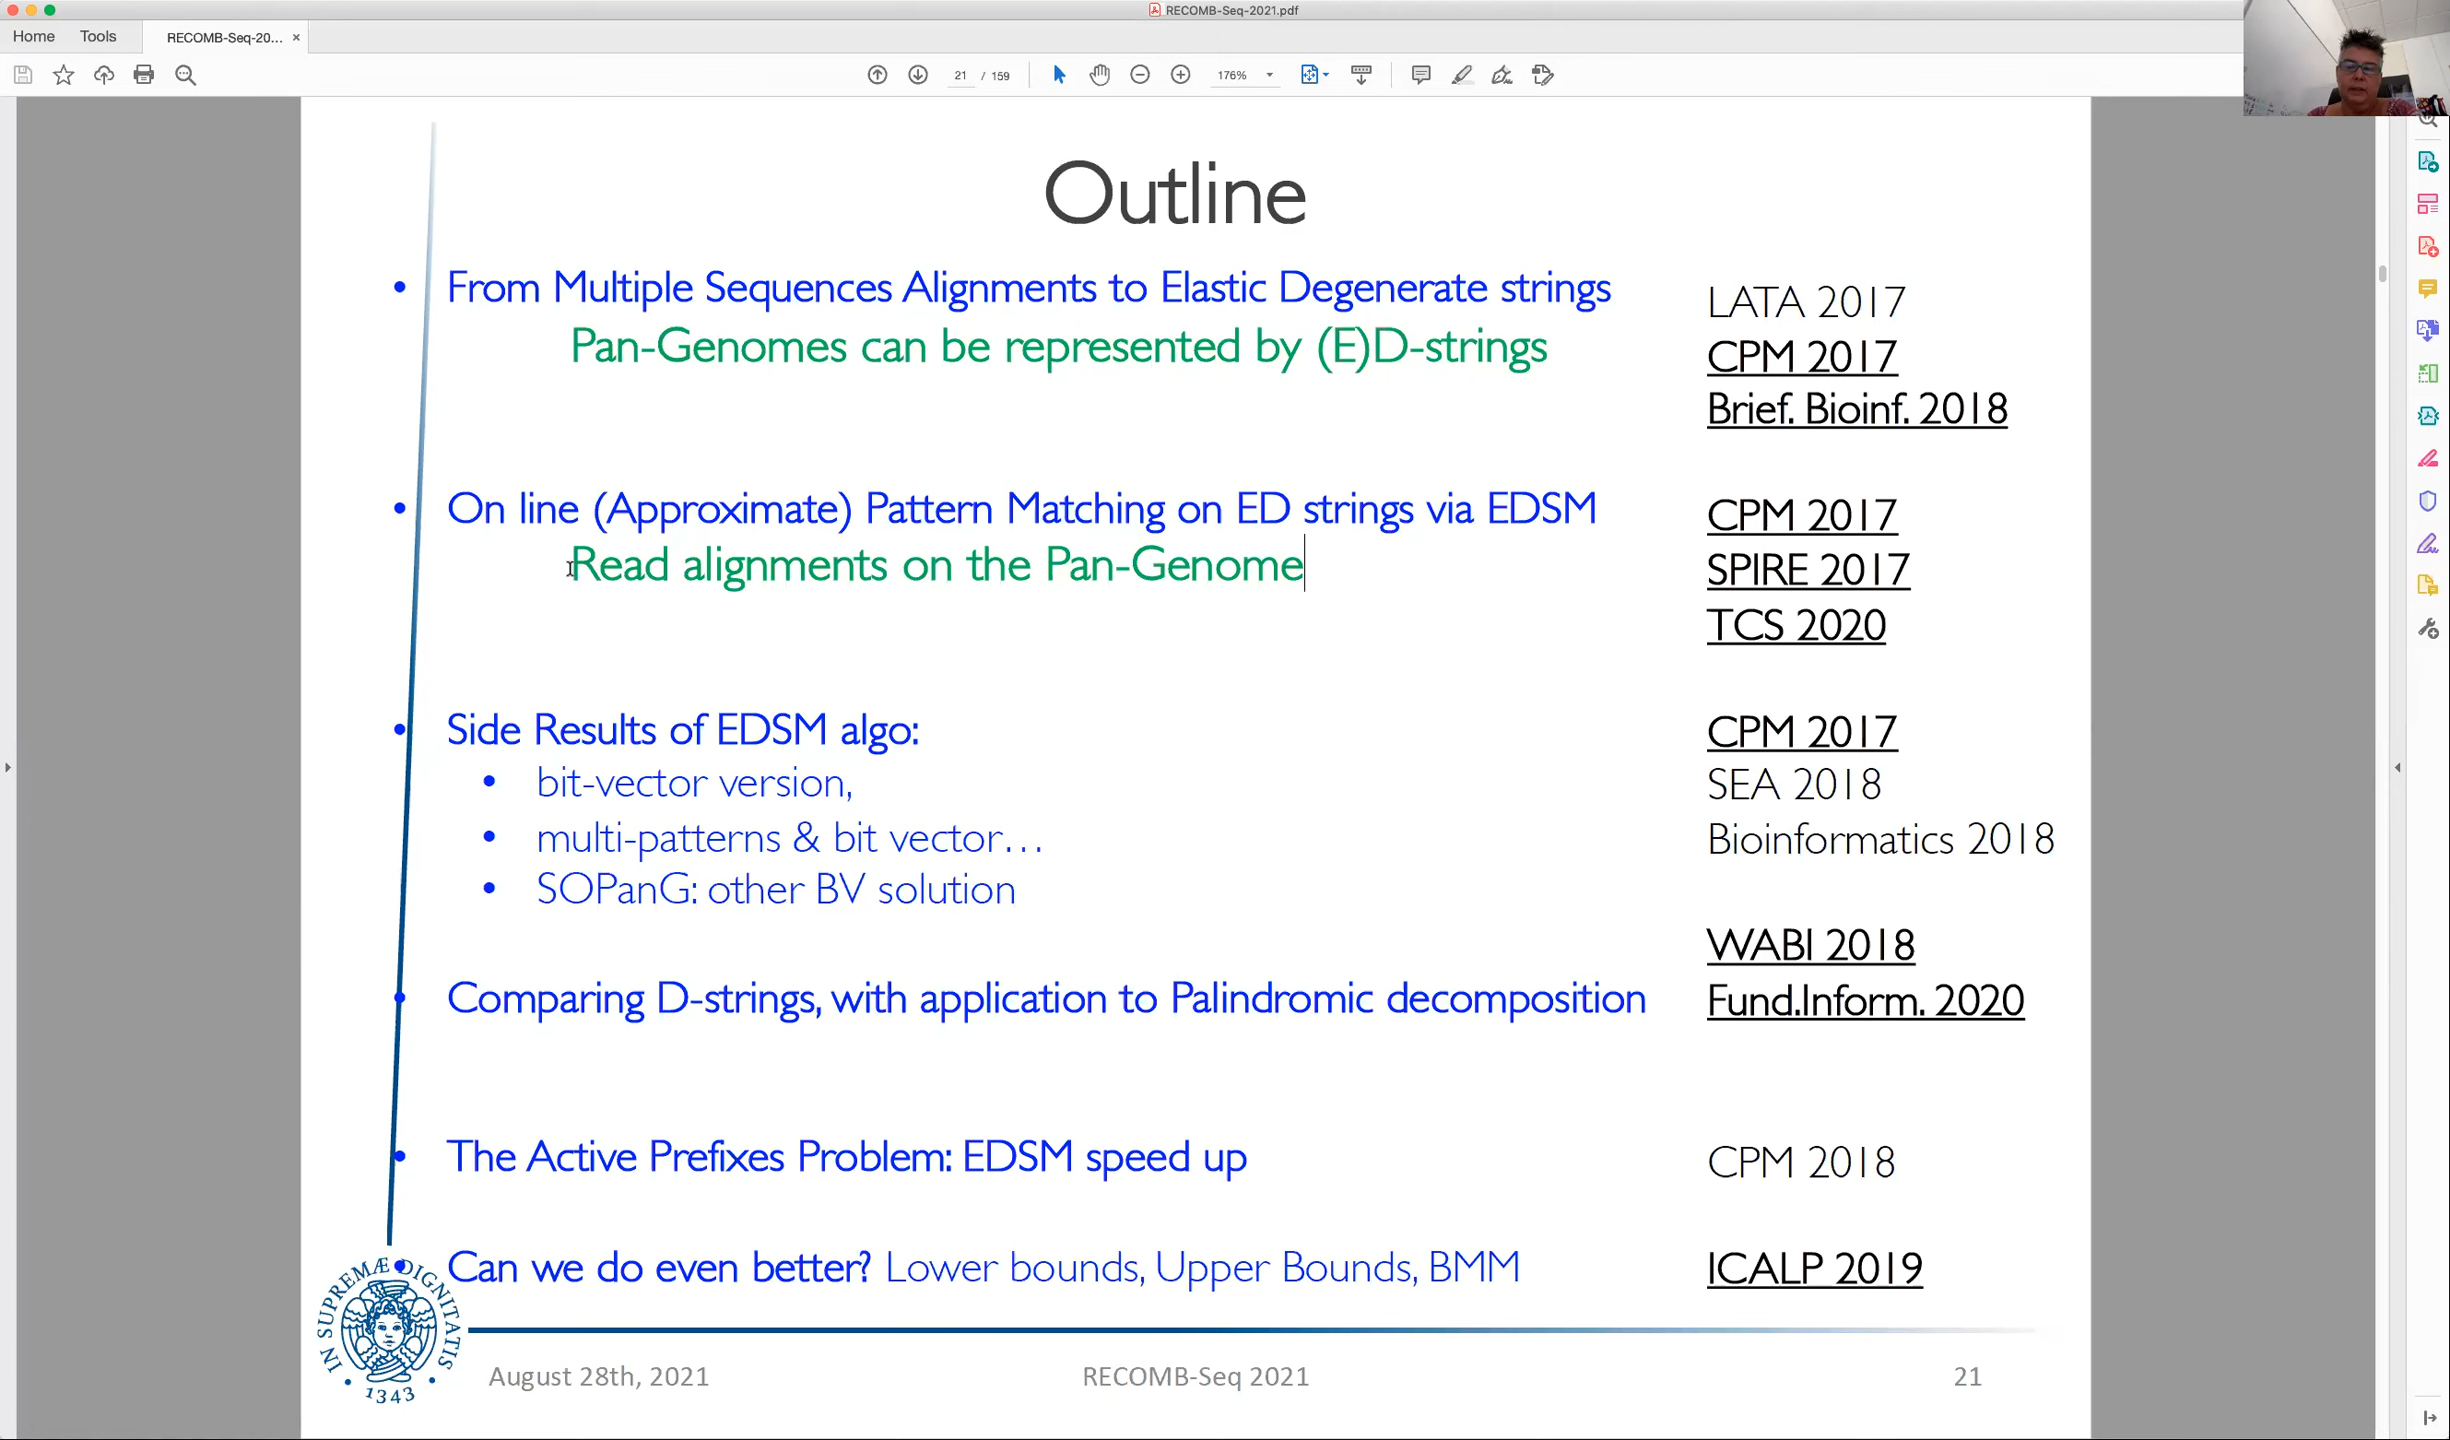 RECOMB-Seq-2021.pdf
Home Tools RECOMB-Seq-20... ×
21 / 159 176%
Outline
• From Multiple Sequences Alignments to Elastic Degenerate strings
LATA 2017
Pan-Genomes can be represented by (E)D-strings
CPM 2017
Brief. Bioinf. 2018
• On line (Approximate) Pattern Matching on ED strings via EDSM
CPM 2017
Read alignments on the Pan-Genome
SPIRE 2017
TCS 2020
• Side Results of EDSM algo:
CPM 2017
• bit-vector version,
SEA 2018
• multi-patterns & bit vector…
Bioinformatics 2018
• SOPanG: other BV solution
WABI 2018
• Comparing D-strings, with application to Palindromic decomposition
Fund.Inform. 2020
• The Active Prefixes Problem: EDSM speed up
CPM 2018
• Can we do even better? Lower bounds, Upper Bounds, BMM
ICALP 2019
IN SUPREMÆ DIGNITATIS
• 1343 •
August 28th, 2021
RECOMB-Seq 2021
21